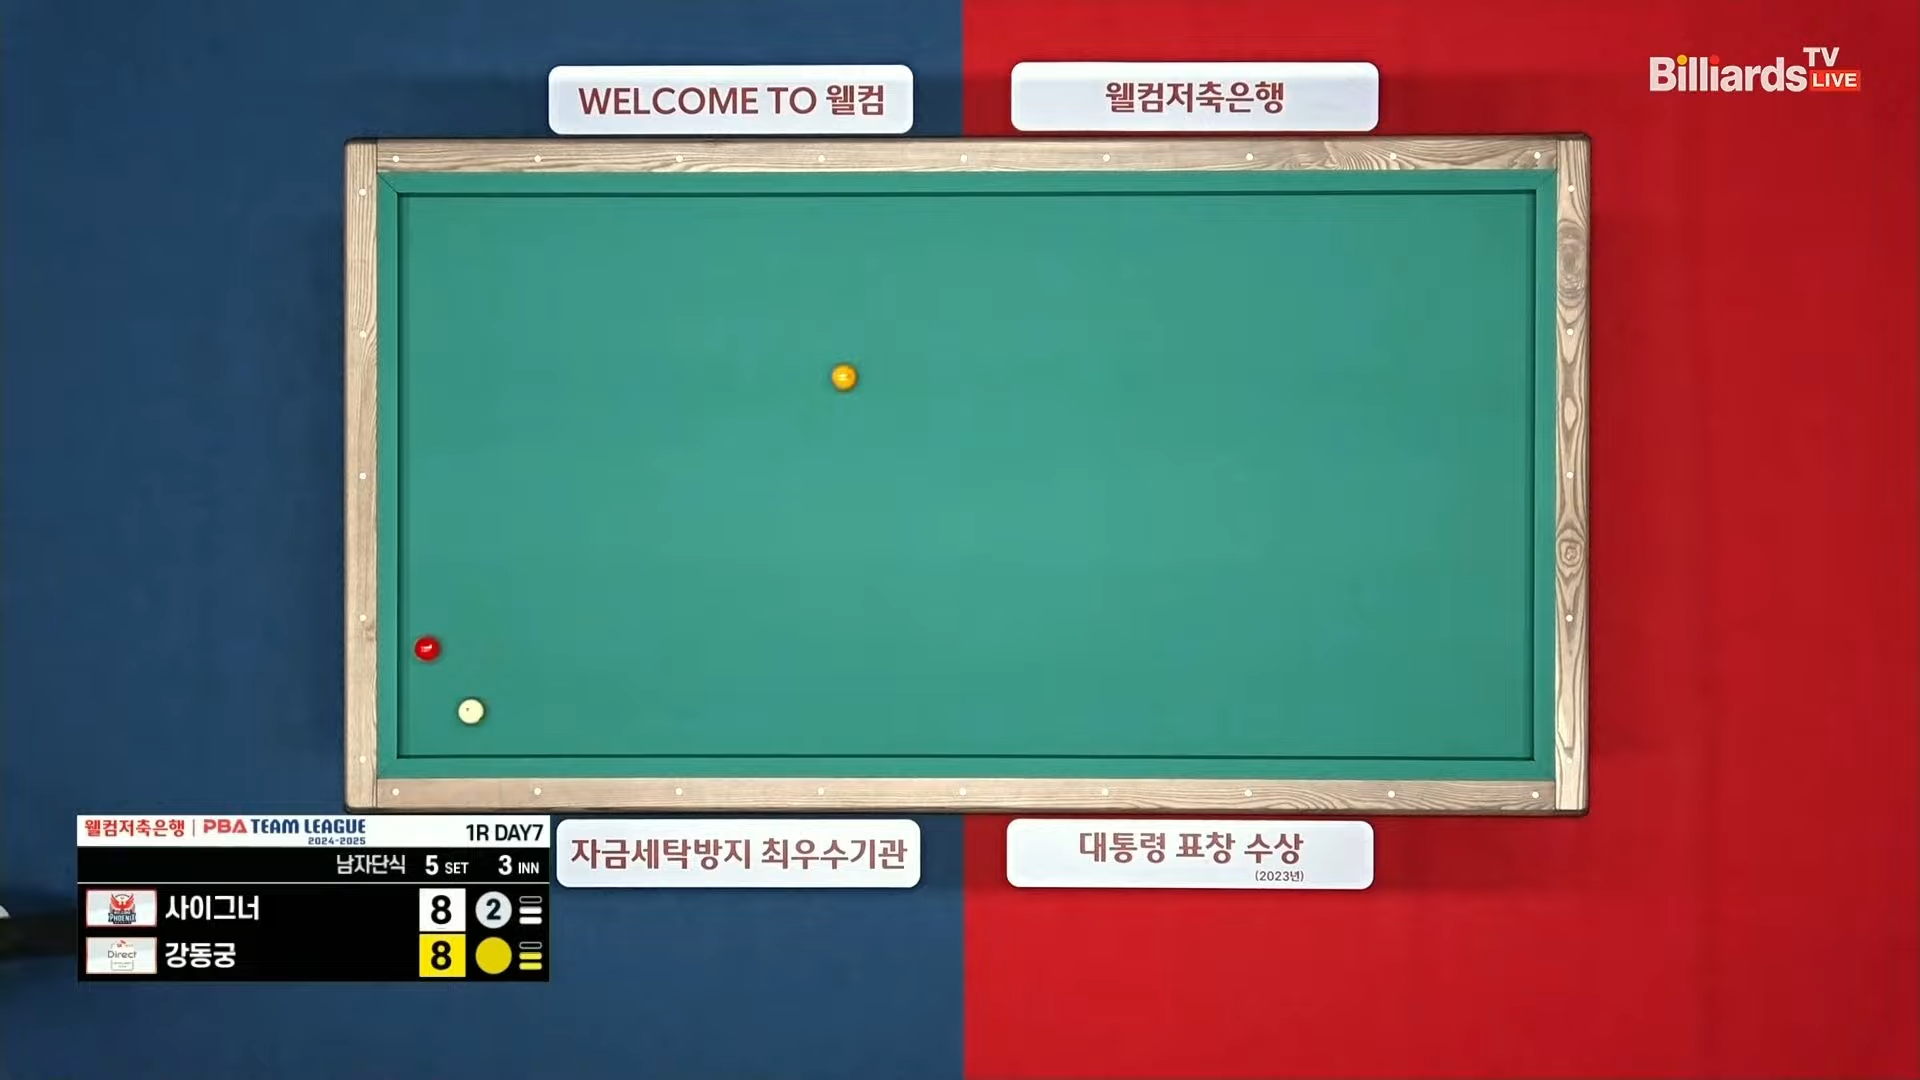 Billiards TV LIVE
WELCOME TO 웰컴
웰컴저축은행
웰컴저축은행 | PBA TEAM LEAGUE
2024-2025
1R DAY7
남자단식 5 SET 3 INN
PHOENIX
사이그너 8 2
Direct
강동궁 8
자금세탁방지 최우수기관
대통령 표창 수상
(2023년)